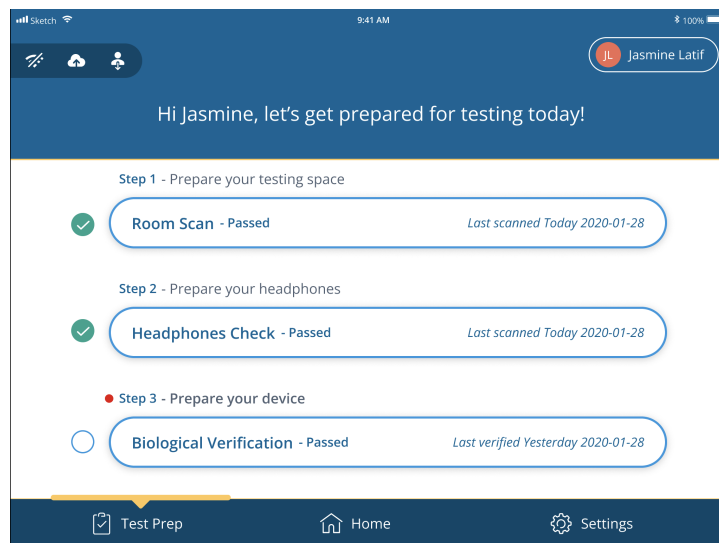 Sketch 9:41 AM 100%
JL Jasmine Latif
Hi Jasmine, let's get prepared for testing today!
Step 1 - Prepare your testing space
Room Scan - Passed Last scanned Today 2020-01-28
Step 2 - Prepare your headphones
Headphones Check - Passed Last scanned Today 2020-01-28
Step 3 - Prepare your device
Biological Verification - Passed Last verified Yesterday 2020-01-28
Test Prep Home Settings